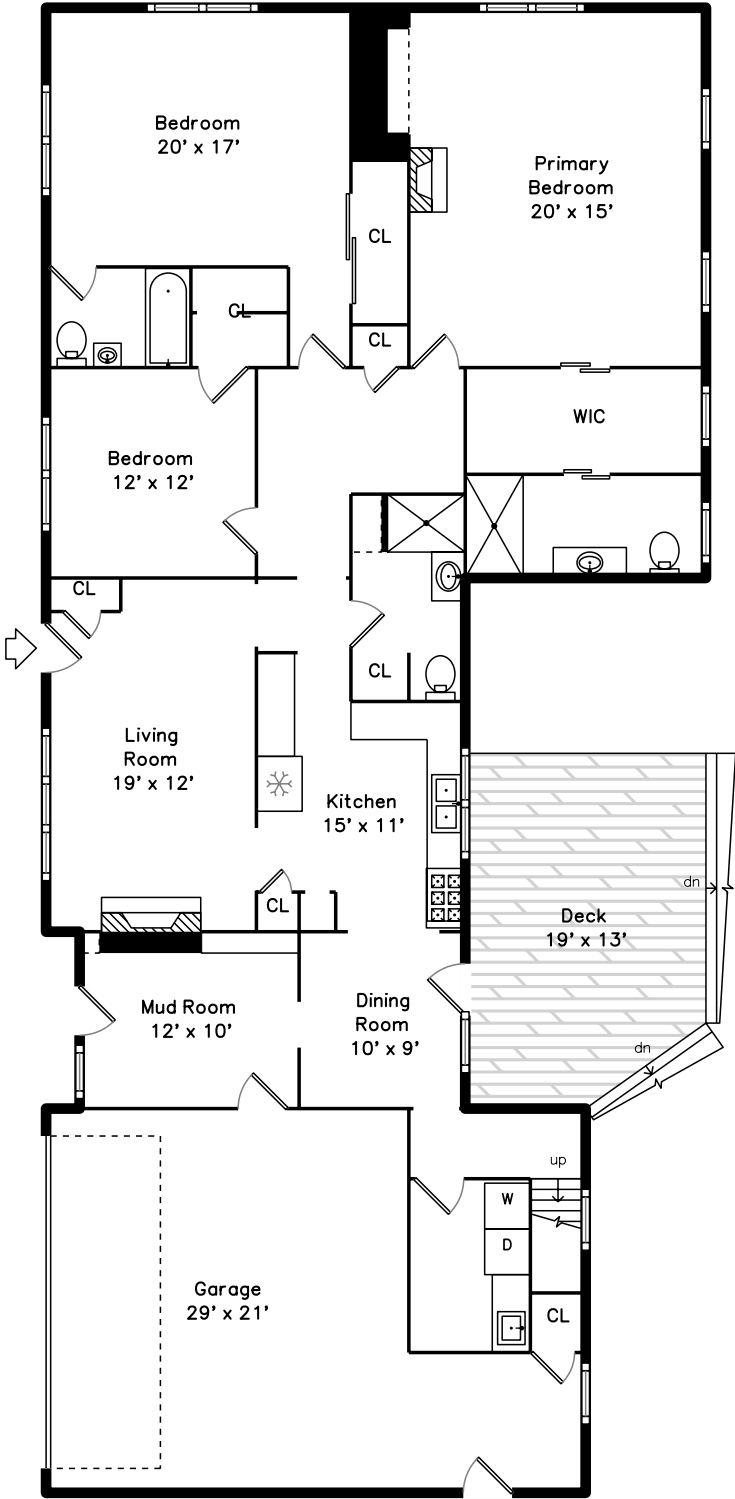 Bedroom
20' x 17'
Primary
Bedroom
20' x 15'
CL
CL
CL
WIC
Bedroom
12' x 12'
CL
CL
Living
Room
19' x 12'
Kitchen
15' x 11'
dn
CL
Deck
19' x 13'
Mud Room
12' x 10'
Dining
Room
10' x 9'
dn
up
W
D
Garage
29' x 21'
CL